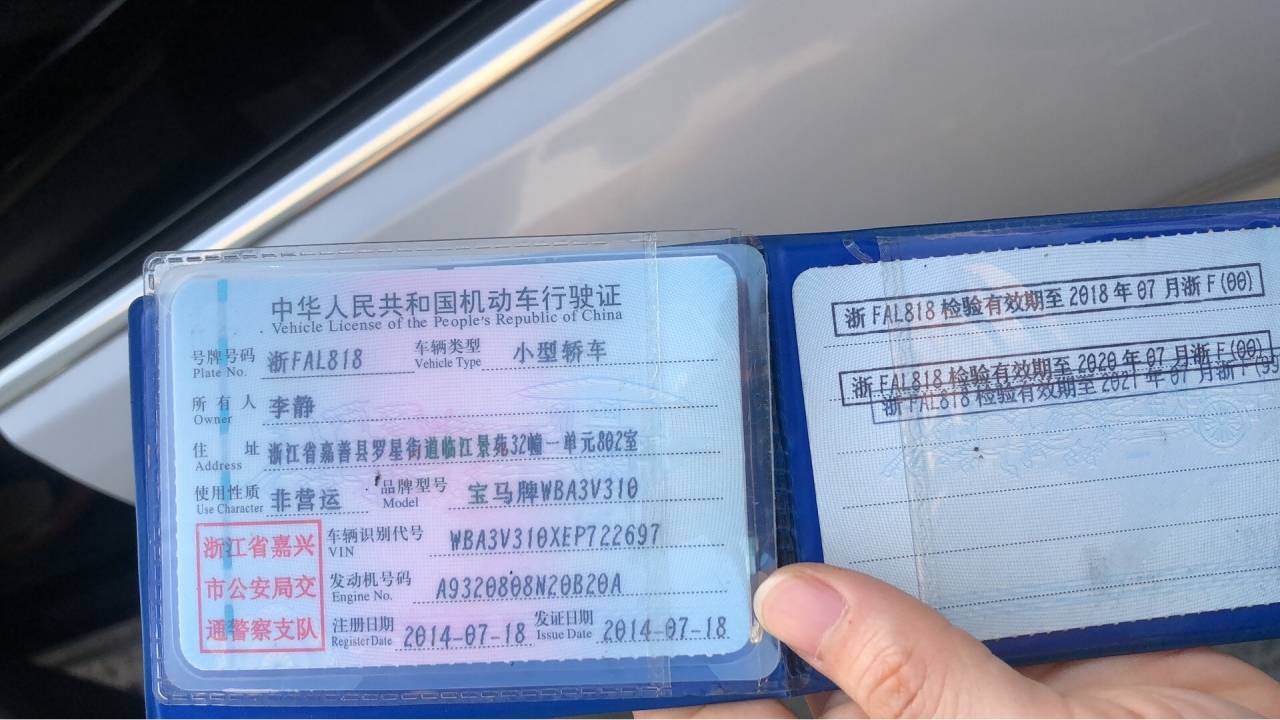 中华人民共和国机动车行驶证
Vehicle License of the People's Republic of China
号牌号码 浙FAL818 车辆类型 小型轿车
Plate No. Vehicle Type
所有人 李静
Owner
住址 浙江省嘉善县罗星街道临江景苑32幢一单元802室
Address
使用性质 非营运 品牌型号 宝马牌WBA3V310
Use Character Model
浙江省嘉兴
市公安局交
通警察支队
车辆识别代号 WBA3V310XEP722697
VIN
发动机号码 A9320808N20B20A
Engine No.
注册日期 2014-07-18 发证日期 2014-07-18
Register Date Issue Date
浙FAL818检验有效期至2018年07月浙F(00)
浙FAL818检验有效期至2020年07月浙F(00)
浙FAL818检验有效期至2021年07月浙F(99